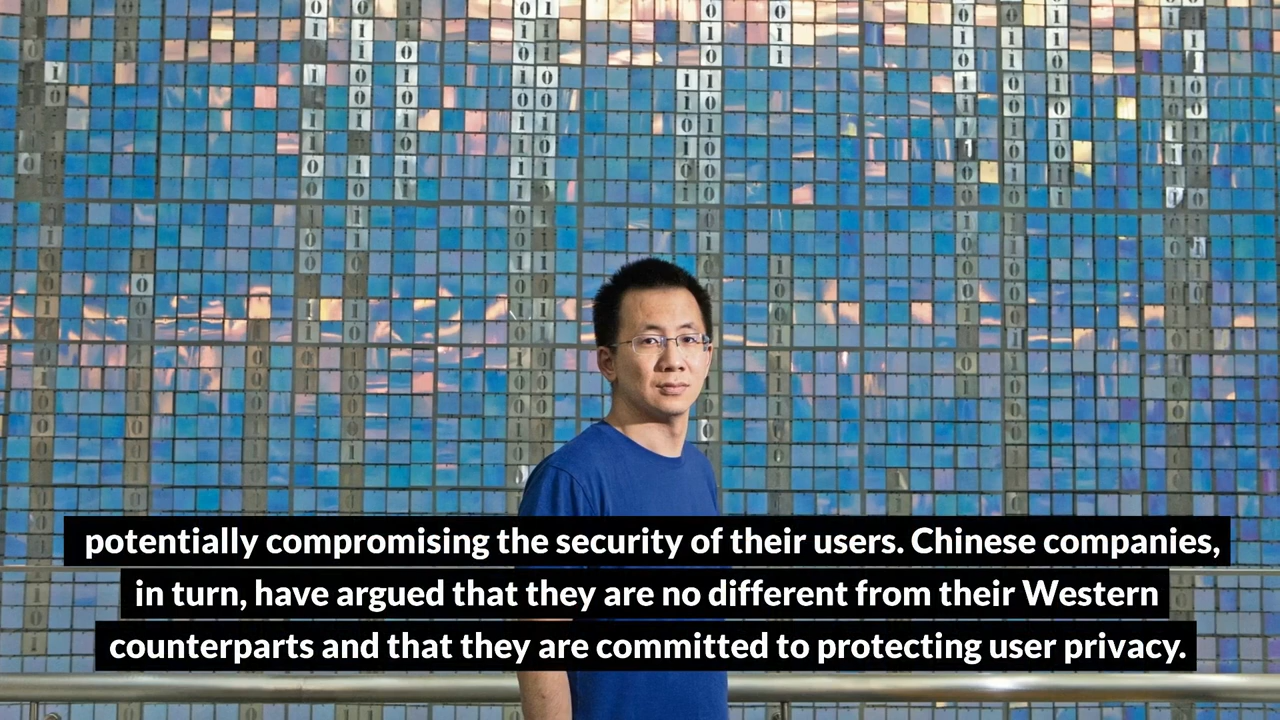 potentially compromising the security of their users. Chinese companies,
in turn, have argued that they are no different from their Western
counterparts and that they are committed to protecting user privacy.